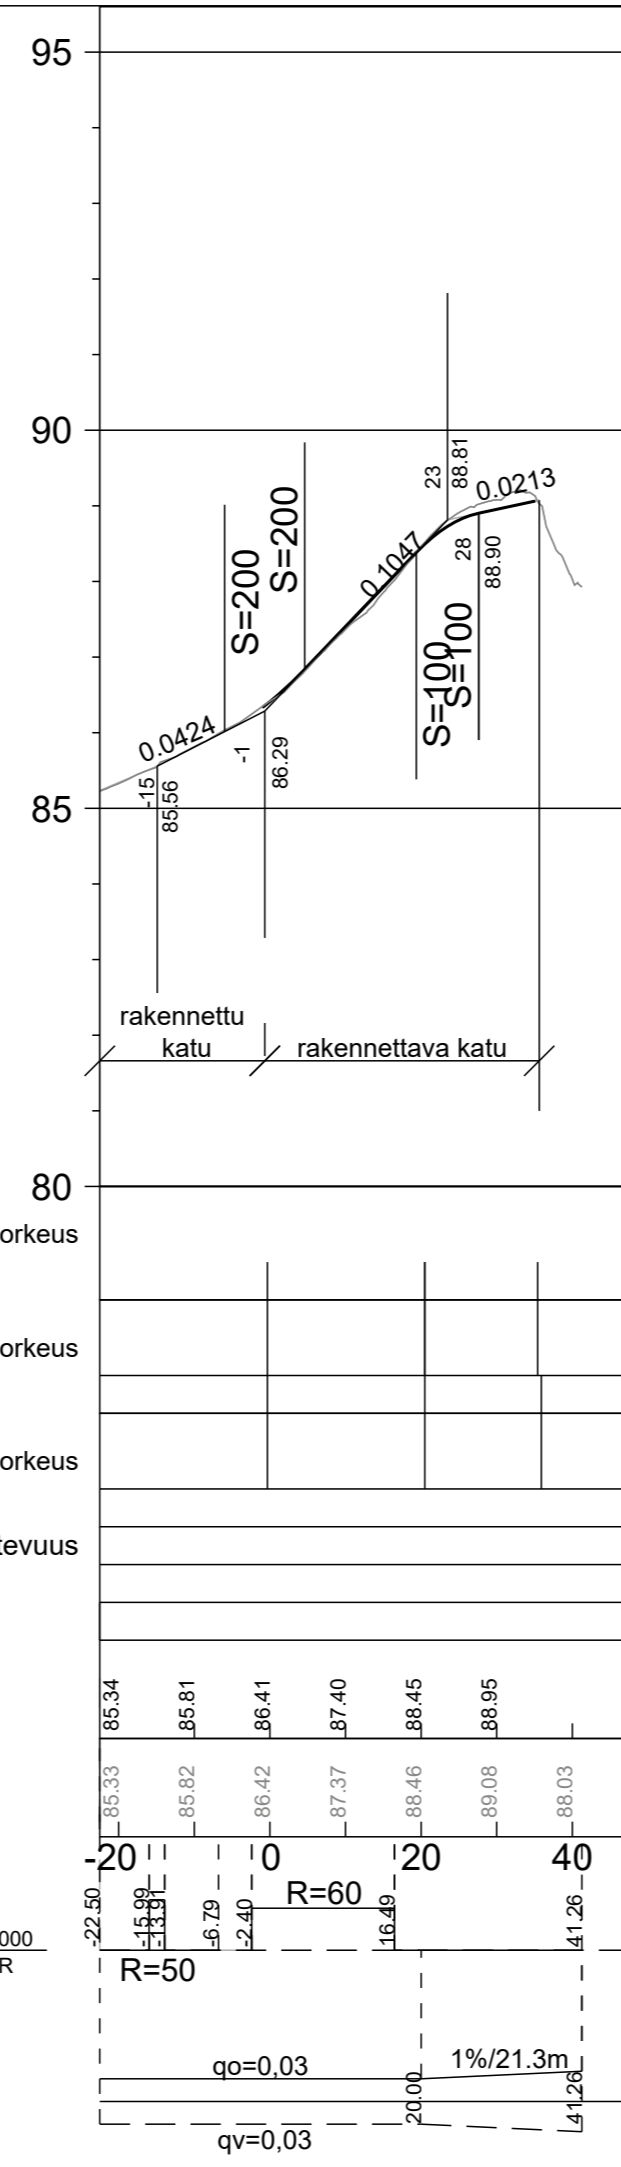 95
90
23
88.81
0.0213
S=200
S=200
0.1047
28
88.90
S=100
S=100
0.0424
-1
86.29
-15
85.56
85
rakennettu
katu
rakennettava katu
80
orkeus
orkeus
orkeus
tevuus
85.34
85.81
86.41
87.40
88.45
88.95
85.33
85.82
86.42
87.37
88.46
89.08
88.03
-20
0
20
40
-22.50
-15.99
-13.91
-6.79
-2.40
R=60
16.49
41.26
000
R
R=50
qo=0,03
1%/21.3m
20.00
41.26
qv=0,03